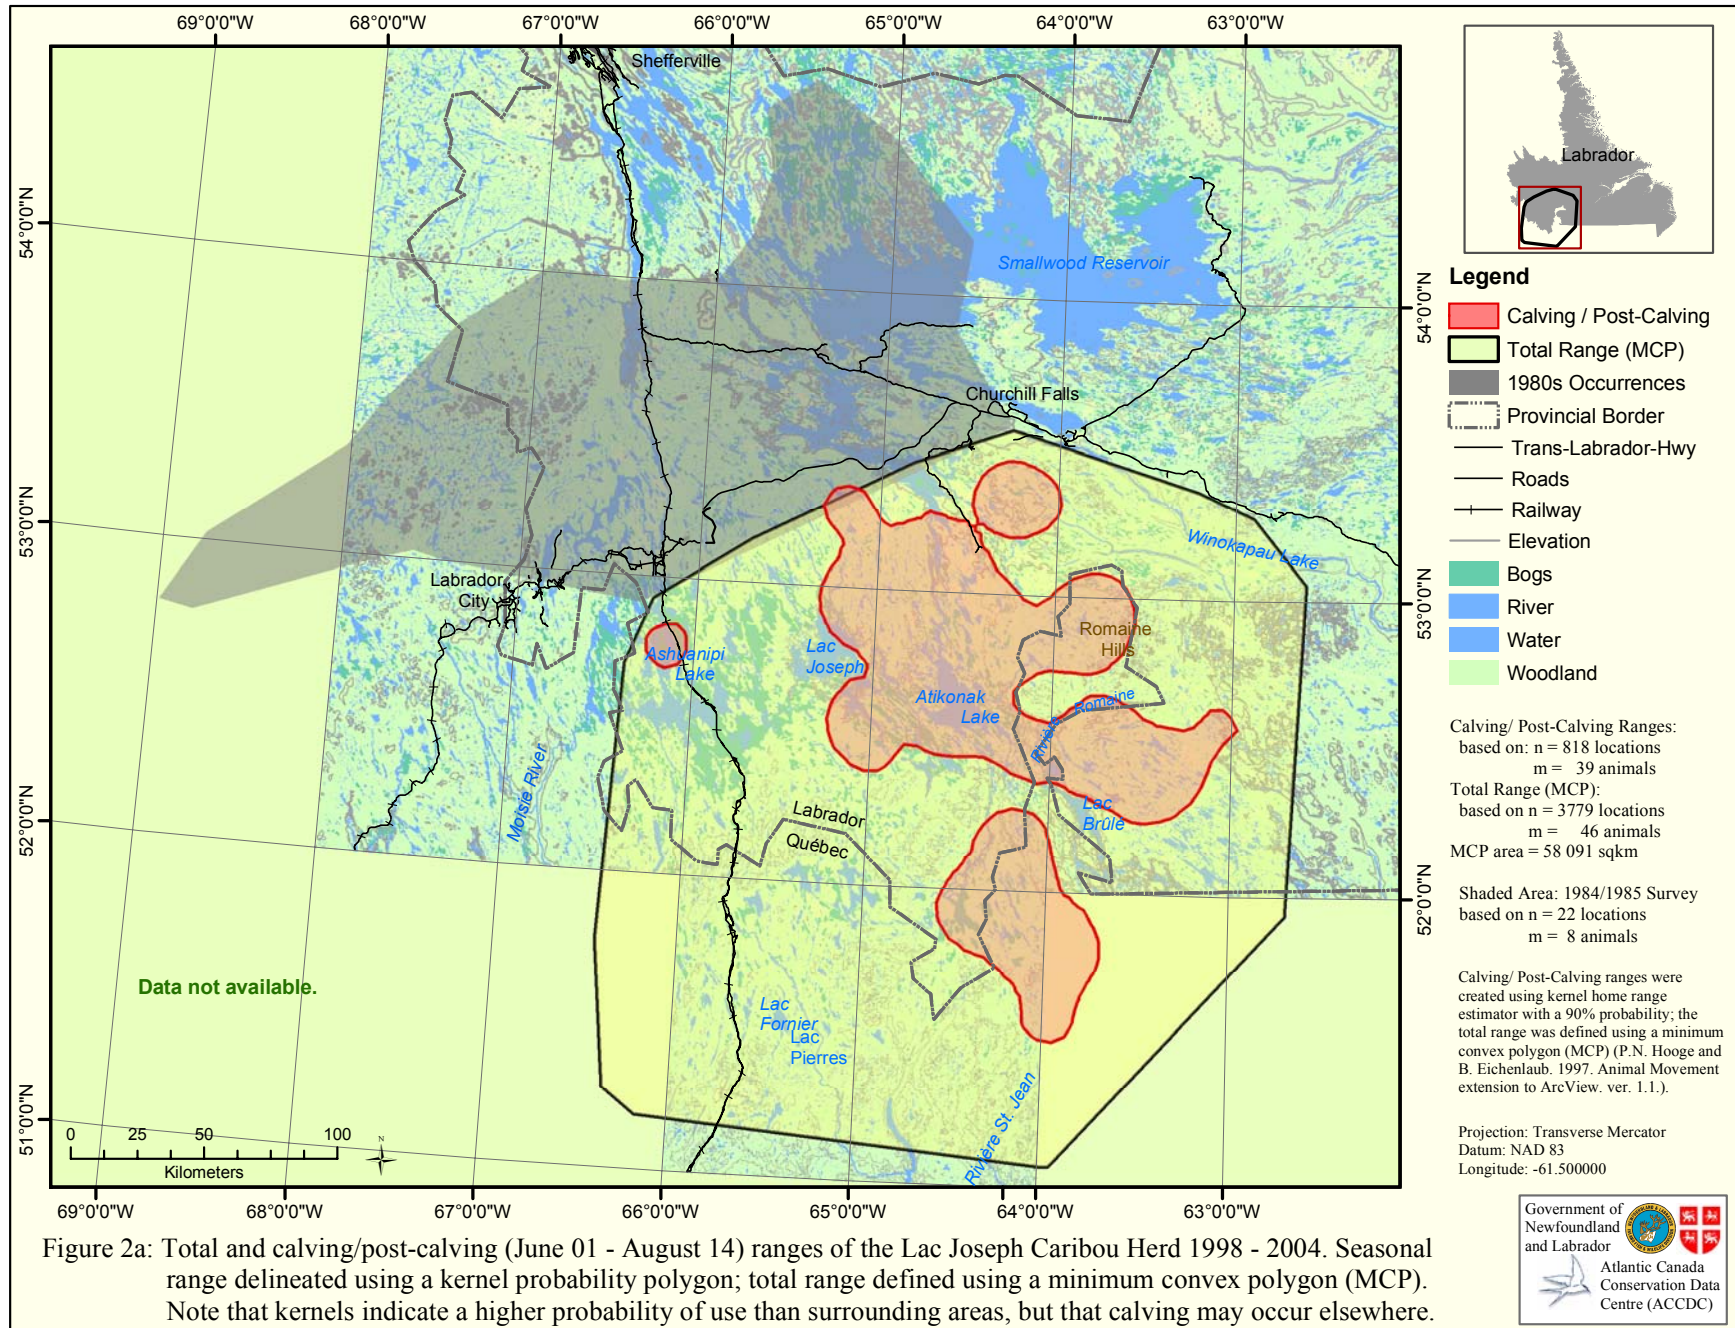 69°0'0"W 68°0'0"W 67°0'0"W 66°0'0"W 65°0'0"W 64°0'0"W 63°0'0"W
54°0'0"N
53°0'0"N
52°0'0"N
51°0'0"N
Shefferville
Smallwood Reservoir
Churchill Falls
Winokapau Lake
Labrador
City
Romaine
Hills
Ashuanipi
Lake
Lac
Joseph
Atikonak
Lake
Romaine
Rivière
Moisie River
Lac
Brûle
Labrador
Québec
Data not available.
Lac
Fornier
Lac
Pierres
Rivière St. Jean
0 25 50 100
Kilometers
N
54°0'0"N
53°0'0"N
52°0'0"N
69°0'0"W 68°0'0"W 67°0'0"W 66°0'0"W 65°0'0"W 64°0'0"W 63°0'0"W
Labrador
Legend
Calving / Post-Calving
Total Range (MCP)
1980s Occurrences
Provincial Border
Trans-Labrador-Hwy
Roads
Railway
Elevation
Bogs
River
Water
Woodland
Calving/ Post-Calving Ranges:
based on: n = 818 locations
m = 39 animals
Total Range (MCP):
based on n = 3779 locations
m = 46 animals
MCP area = 58 091 sqkm
Shaded Area: 1984/1985 Survey
based on n = 22 locations
m = 8 animals
Calving/ Post-Calving ranges were
created using kernel home range
estimator with a 90% probability; the
total range was defined using a minimum
convex polygon (MCP) (P.N. Hooge and
B. Eichenlaub. 1997. Animal Movement
extension to ArcView. ver. 1.1.).
Projection: Transverse Mercator
Datum: NAD 83
Longitude: -61.500000
Government of
Newfoundland
and Labrador
Atlantic Canada
Conservation Data
Centre (ACCDC)
Figure 2a: Total and calving/post-calving (June 01 - August 14) ranges of the Lac Joseph Caribou Herd 1998 - 2004. Seasonal
range delineated using a kernel probability polygon; total range defined using a minimum convex polygon (MCP).
Note that kernels indicate a higher probability of use than surrounding areas, but that calving may occur elsewhere.